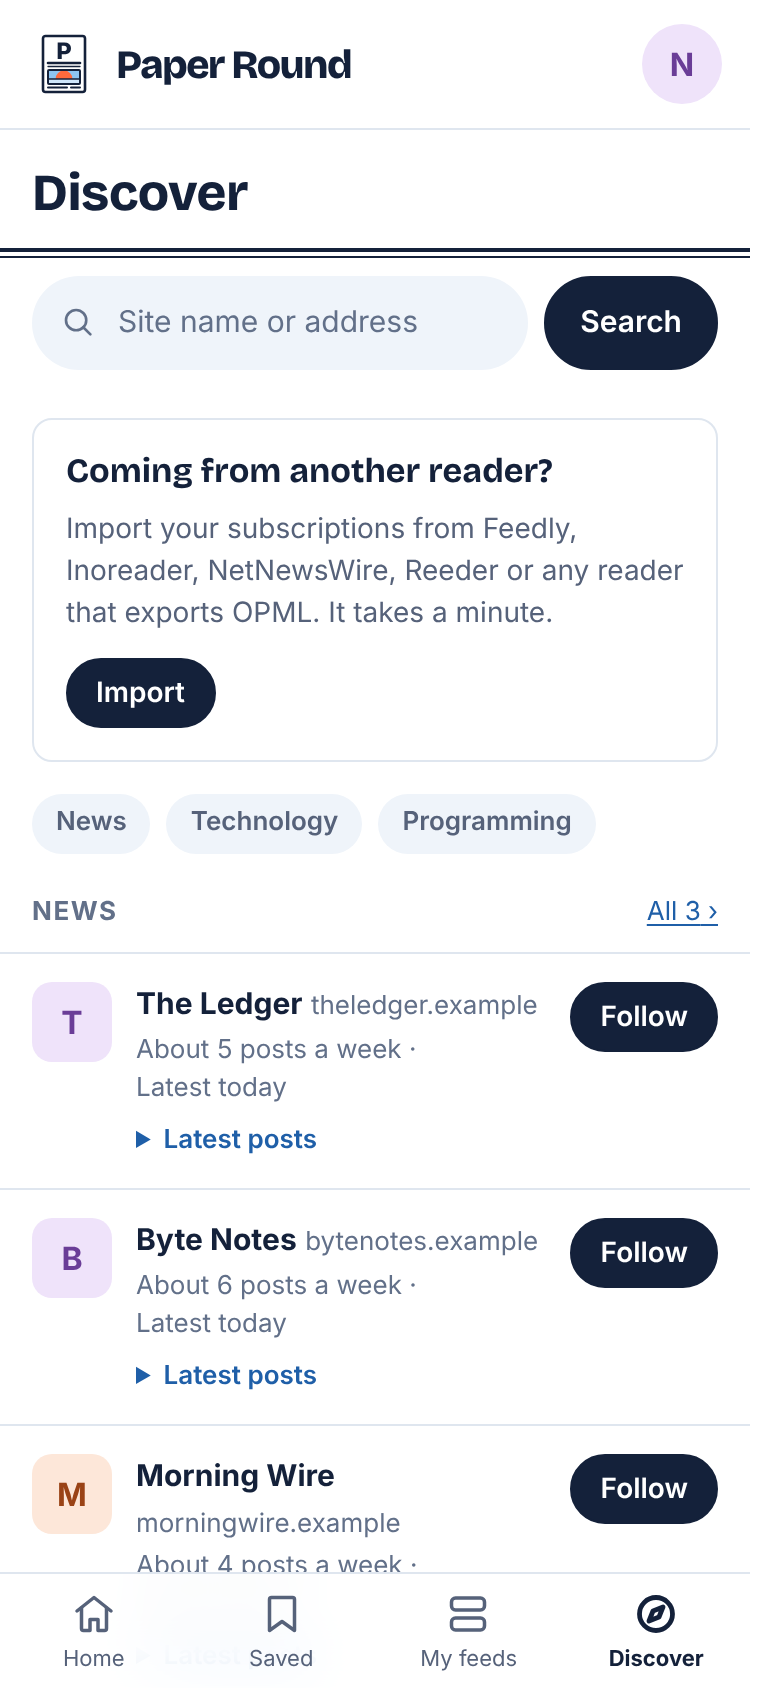 P
Paper Round
N
Discover
Site name or address
Search
Coming from another reader?
Import your subscriptions from Feedly,
Inoreader, NetNewsWire, Reeder or any reader
that exports OPML. It takes a minute.
Import
News
Technology
Programming
NEWS
All 3 ›
T
The Ledger theledger.example
Follow
About 5 posts a week ·
Latest today
▶ Latest posts
B
Byte Notes bytenotes.example
Follow
About 6 posts a week ·
Latest today
▶ Latest posts
M
Morning Wire
Follow
morningwire.example
About 4 posts a week ·
Home
Saved
My feeds
Discover